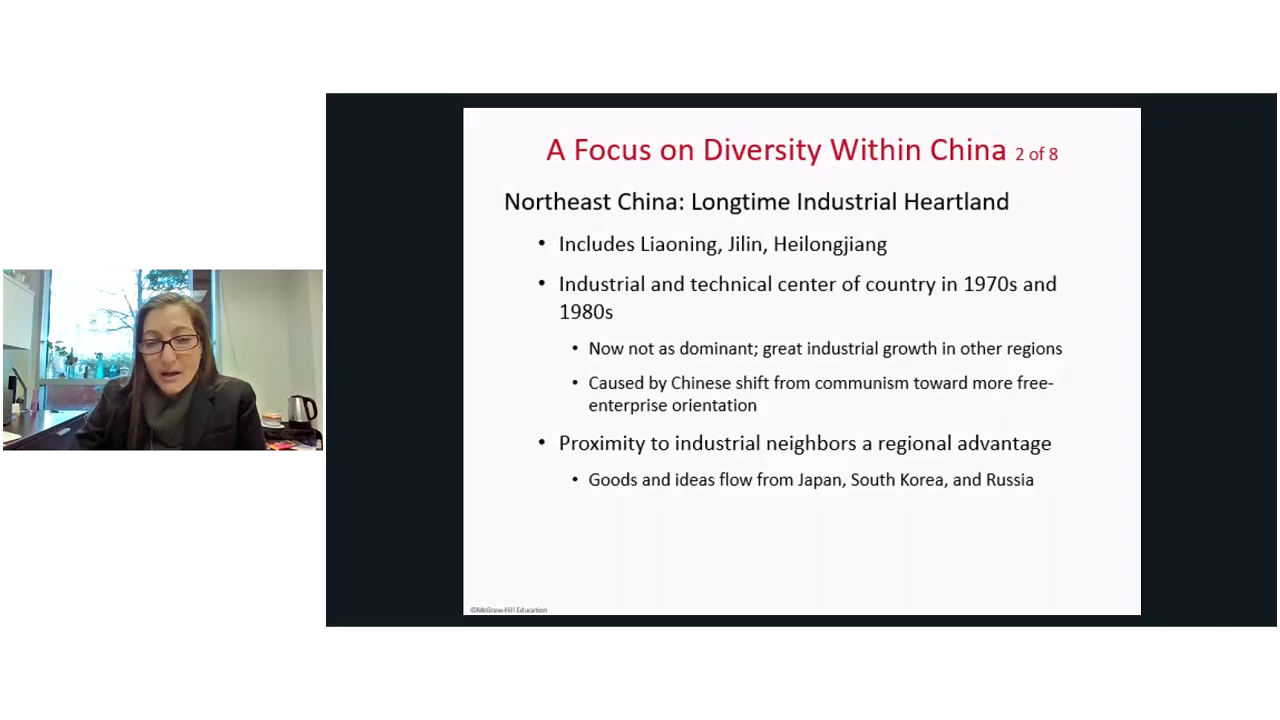 A Focus on Diversity Within China 2 of 8
Northeast China: Longtime Industrial Heartland
• Includes Liaoning, Jilin, Heilongjiang
• Industrial and technical center of country in 1970s and
1980s
• Now not as dominant; great industrial growth in other regions
• Caused by Chinese shift from communism toward more free-
enterprise orientation
• Proximity to industrial neighbors a regional advantage
• Goods and ideas flow from Japan, South Korea, and Russia
©McGraw-Hill Education